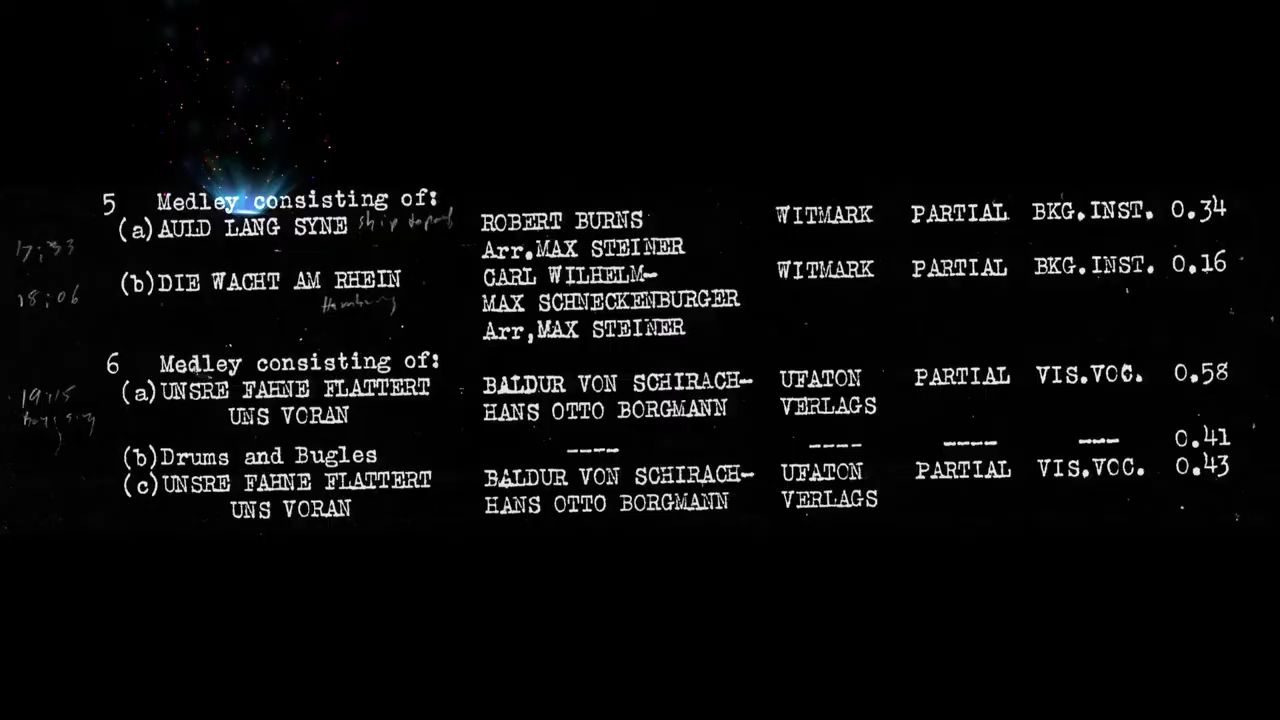 5 Medley consisting of:
(a)AULD LANG SYNE ROBERT BURNS WITMARK PARTIAL BKG.INST. 0.34
17:33
Arr.MAX STEINER
(b)DIE WACHT AM RHEIN CARL WILHELM- WITMARK PARTIAL BKG.INST. 0.16
18:06 Hamburg MAX SCHNECKENBURGER
Arr,MAX STEINER
6 Medley consisting of:
(a)UNSRE FAHNE FLATTERT BALDUR VON SCHIRACH- UFATON PARTIAL VIS.VOC. 0.58
19:15
UNS VORAN HANS OTTO BORGMANN VERLAGS
(b)Drums and Bugles ---- ---- ---- --- 0.41
(c)UNSRE FAHNE FLATTERT BALDUR VON SCHIRACH- UFATON PARTIAL VIS.VOC. 0.43
UNS VORAN HANS OTTO BORGMANN VERLAGS